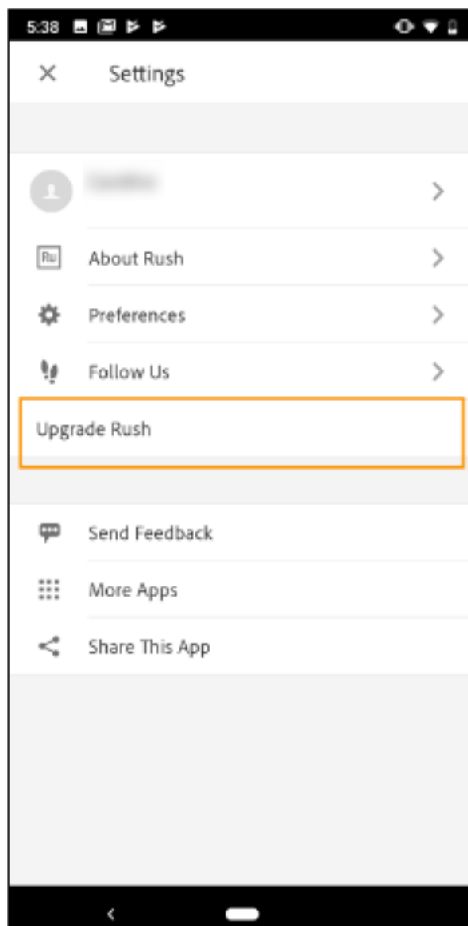 5:38
Settings
About Rush
Preferences
Follow Us
Upgrade Rush
Send Feedback
More Apps
Share This App